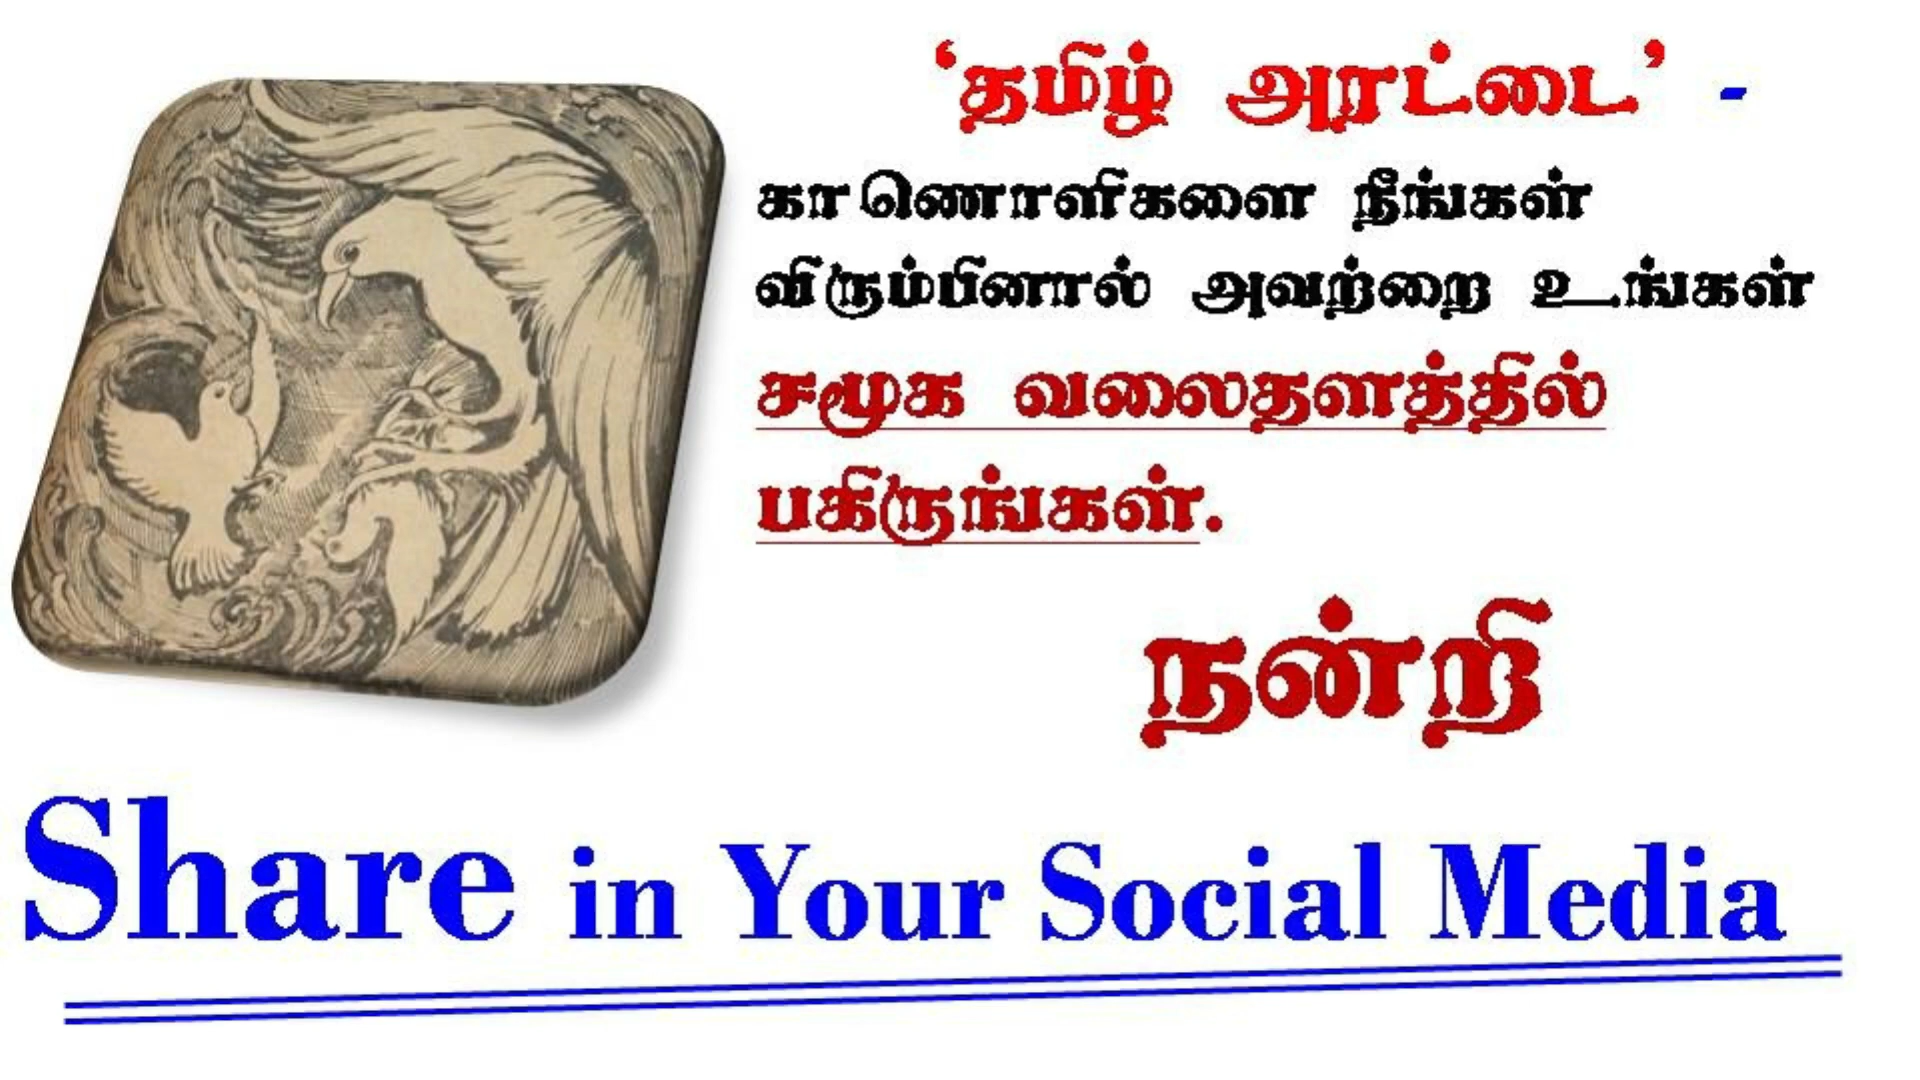 ‘தமிழ் அரட்டை’ -
காணொளிகளை நீங்கள்
விரும்பினால் அவற்றை உங்கள்
சமூக வலைதளத்தில்
பகிருங்கள்.
நன்றி
Share in Your Social Media